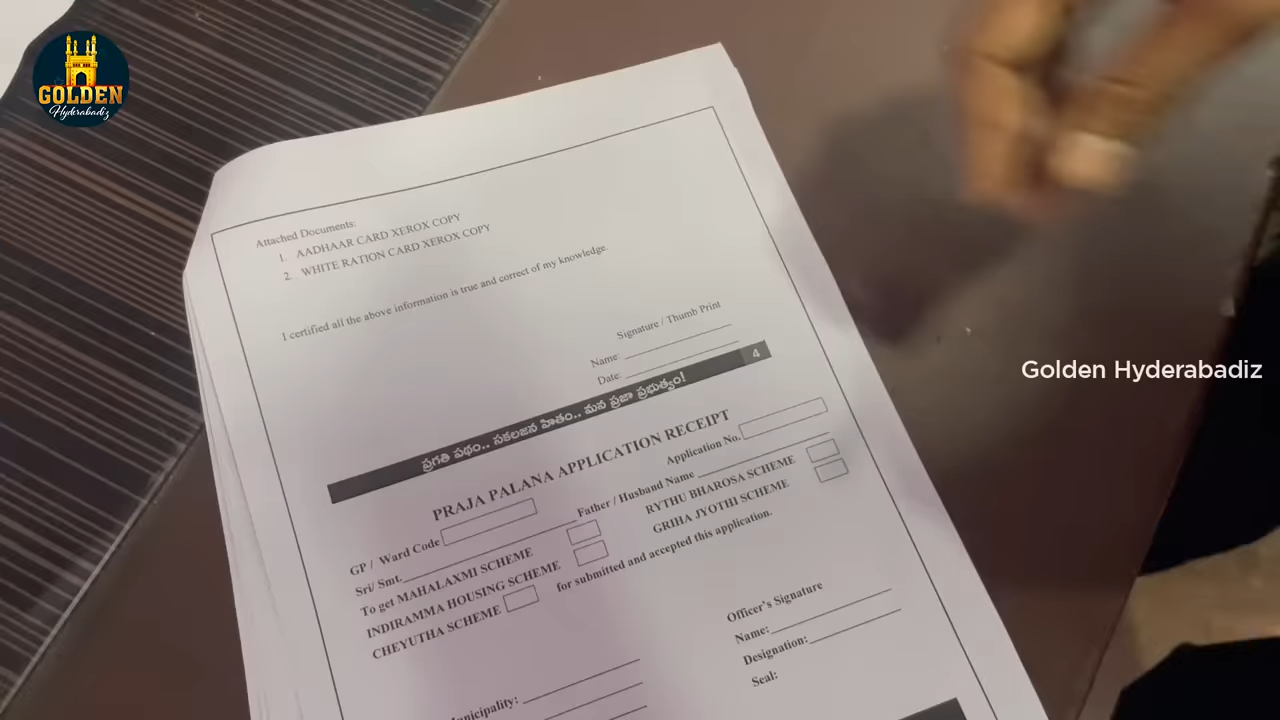 GOLDEN
Hyderabadiz
Attached Documents:
1. AADHAAR CARD XEROX COPY
2. WHITE RATION CARD XEROX COPY
I certified all the above information is true and correct of my knowledge.
Signature / Thumb Print
Name:
Date:
4
ప్రగతి పథం.. సకలజన హితం.. మన ప్రజా ప్రభుత్వం!
Golden Hyderabadiz
PRAJA PALANA APPLICATION RECEIPT
GP / Ward Code
Application No.
Sri/ Smt. Father / Husband Name
To get MAHALAXMI SCHEME RYTHU BHAROSA SCHEME
INDIRAMMA HOUSING SCHEME GRIHA JYOTHI SCHEME
CHEYUTHA SCHEME for submitted and accepted this application.
Officer's Signature
Name:
Designation:
Seal: